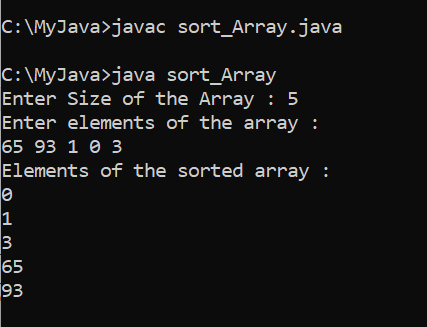 C:\MyJava>javac sort_Array.java
C:\MyJava>java sort_Array
Enter Size of the Array : 5
Enter elements of the array :
65 93 1 0 3
Elements of the sorted array :
0
1
3
65
93